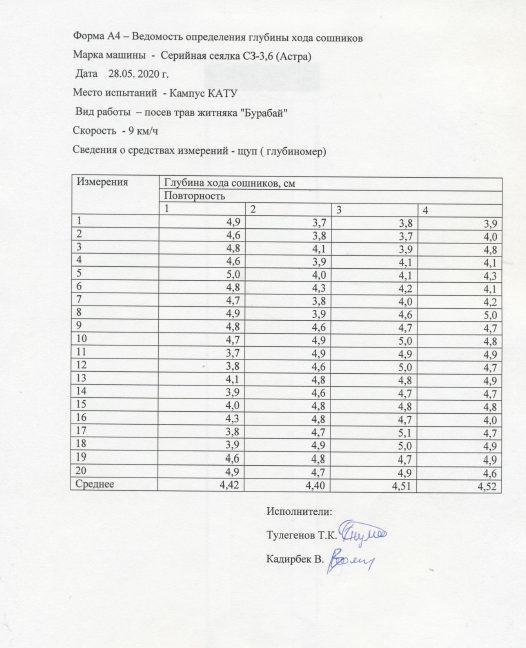 Форма А4 – Ведомость определения глубины хода сошников
Марка машины - Серийная сеялка СЗ-3,6 (Астра)
Дата 28.05. 2020 г.
Место испытаний - Кампус КАТУ
Вид работы – посев трав житняка "Бурабай"
Скорость - 9 км/ч
Сведения о средствах измерений - щуп ( глубиномер)
Измерения Глубина хода сошников, см
Повторность
1 2 3 4
1 4,9 3,7 3,8 3,9
2 4,6 3,8 3,7 4,0
3 4,8 4,1 3,9 4,8
4 4,6 3,9 4,1 4,1
5 5,0 4,0 4,1 4,3
6 4,8 4,3 4,2 4,1
7 4,7 3,8 4,0 4,2
8 4,9 3,9 4,6 5,0
9 4,8 4,6 4,7 4,7
10 4,7 4,9 5,0 4,8
11 3,7 4,9 4,9 4,9
12 3,8 4,6 5,0 4,7
13 4,1 4,8 4,8 4,9
14 3,9 4,6 4,7 4,7
15 4,0 4,8 4,8 4,8
16 4,3 4,8 4,7 4,0
17 3,8 4,7 5,1 4,7
18 3,9 4,9 5,0 4,9
19 4,6 4,8 4,7 4,9
20 4,9 4,7 4,9 4,6
Среднее 4,42 4,40 4,51 4,52
Исполнители:
Тулегенов Т.К.
Кадирбек В.